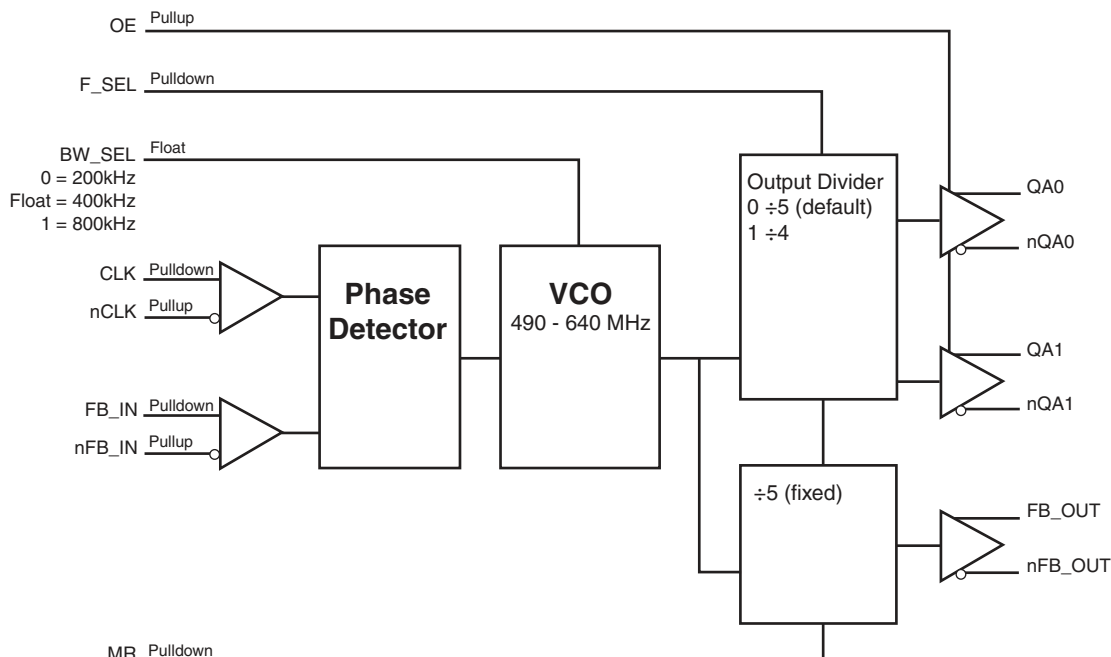 OE Pullup
F_SEL Pulldown
BW_SEL Float
0 = 200kHz
Float = 400kHz
1 = 800kHz
CLK Pulldown
nCLK Pullup
FB_IN Pulldown
nFB_IN Pullup
Phase
Detector
VCO
490 - 640 MHz
Output Divider
0 ÷5 (default)
1 ÷4
QA0
nQA0
QA1
nQA1
÷5 (fixed)
FB_OUT
nFB_OUT
MR Pulldown